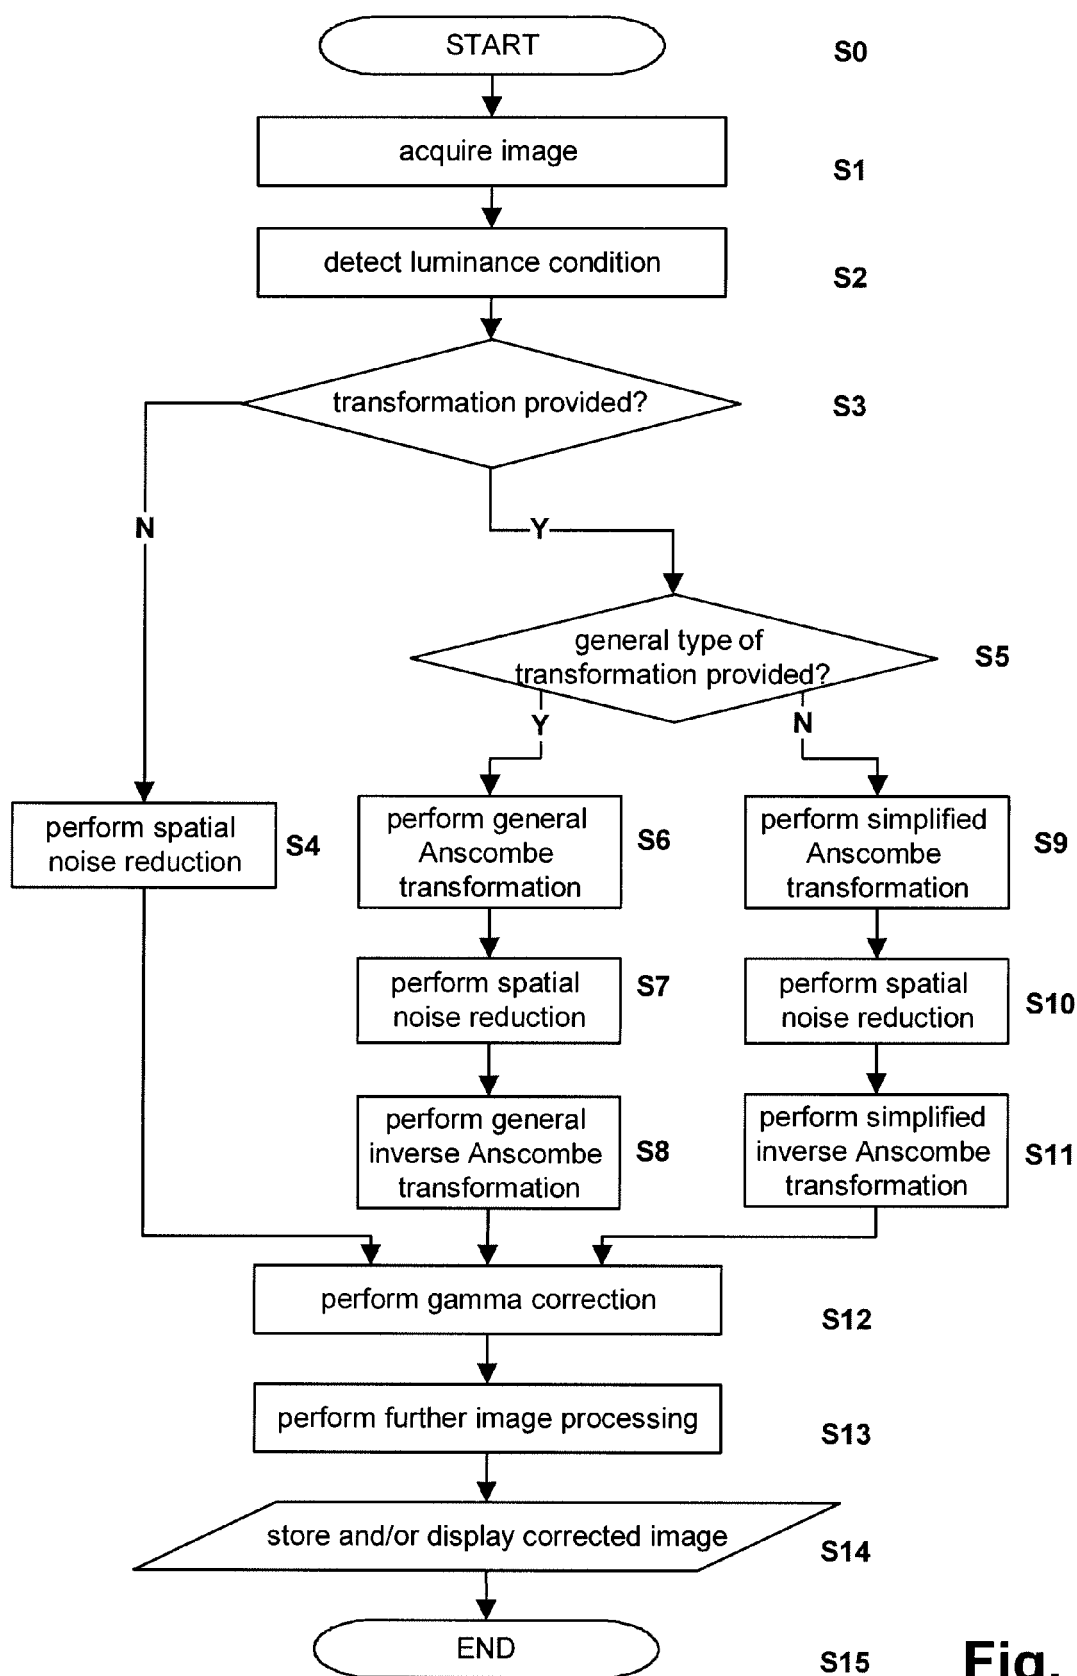 START
S0
acquire image
S1
detect luminance condition
S2
transformation provided?
S3
N
Y
general type of
transformation provided?
S5
Y
N
perform spatial
noise reduction
S4
perform general
Anscombe
transformation
S6
perform simplified
Anscombe
transformation
S9
perform spatial
noise reduction
S7
perform spatial
noise reduction
S10
perform general
inverse Anscombe
transformation
S8
perform simplified
inverse Anscombe
transformation
S11
perform gamma correction
S12
perform further image processing
S13
store and/or display corrected image
S14
END
S15
Fig.